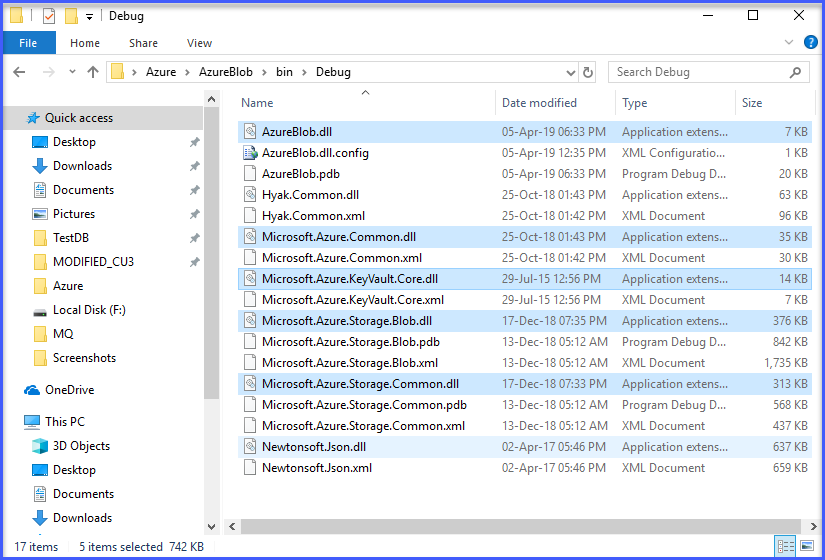 Debug
File Home Share View
Azure AzureBlob bin Debug Search Debug
Name Date modified Type Size
Quick access
Desktop
Downloads
Documents
Pictures
TestDB
MODIFIED_CU3
Azure
Local Disk (F:)
MQ
Screenshots
OneDrive
This PC
3D Objects
Desktop
Documents
Downloads
AzureBlob.dll 05-Apr-19 06:33 PM Application extens... 7 KB
AzureBlob.dll.config 05-Apr-19 12:35 PM XML Configuratio... 1 KB
AzureBlob.pdb 05-Apr-19 06:33 PM Program Debug D... 20 KB
Hyak.Common.dll 25-Oct-18 01:43 PM Application extens... 63 KB
Hyak.Common.xml 25-Oct-18 01:42 PM XML Document 96 KB
Microsoft.Azure.Common.dll 25-Oct-18 01:43 PM Application extens... 35 KB
Microsoft.Azure.Common.xml 25-Oct-18 01:42 PM XML Document 30 KB
Microsoft.Azure.KeyVault.Core.dll 29-Jul-15 12:56 PM Application extens... 14 KB
Microsoft.Azure.KeyVault.Core.xml 29-Jul-15 12:56 PM XML Document 7 KB
Microsoft.Azure.Storage.Blob.dll 17-Dec-18 07:35 PM Application extens... 376 KB
Microsoft.Azure.Storage.Blob.pdb 13-Dec-18 05:12 AM Program Debug D... 842 KB
Microsoft.Azure.Storage.Blob.xml 13-Dec-18 05:12 AM XML Document 1,735 KB
Microsoft.Azure.Storage.Common.dll 17-Dec-18 07:33 PM Application extens... 313 KB
Microsoft.Azure.Storage.Common.pdb 13-Dec-18 05:12 AM Program Debug D... 568 KB
Microsoft.Azure.Storage.Common.xml 13-Dec-18 05:12 AM XML Document 437 KB
Newtonsoft.Json.dll 02-Apr-17 05:46 PM Application extens... 637 KB
Newtonsoft.Json.xml 02-Apr-17 05:46 PM XML Document 659 KB
17 items 5 items selected 742 KB